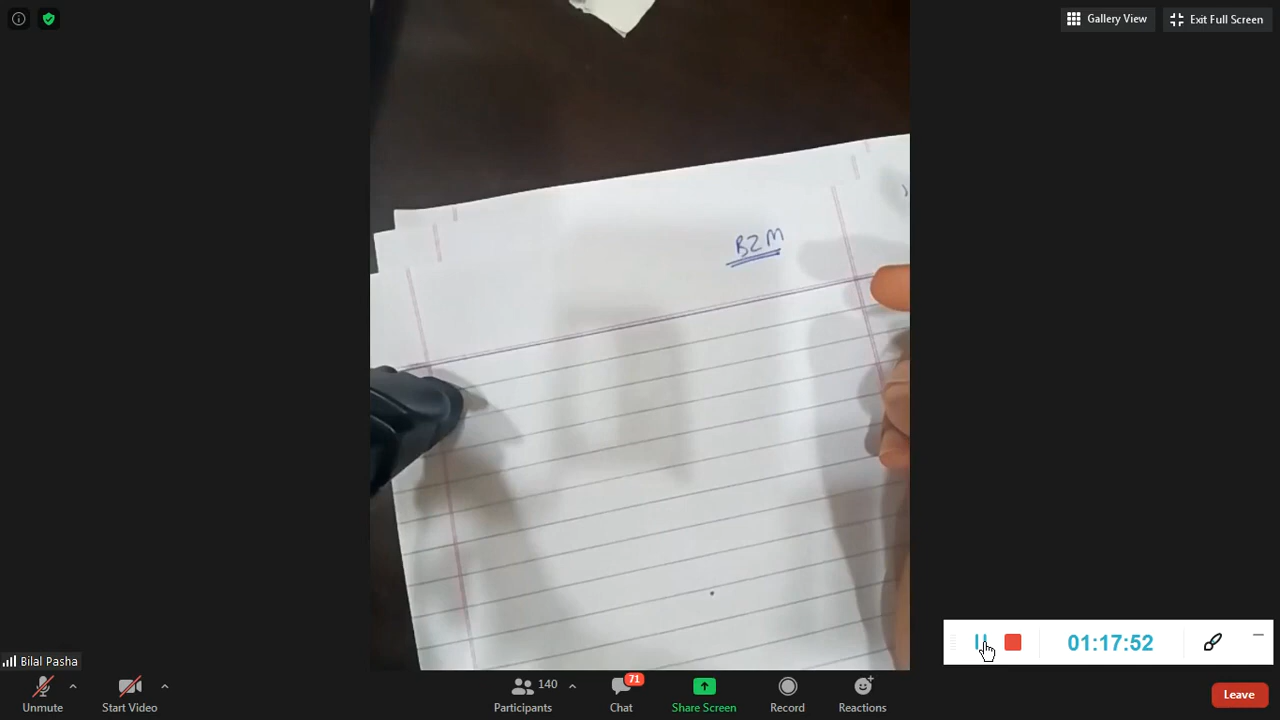 Gallery View
Exit Full Screen
BZM
01:17:52
Bilal Pasha
Unmute
Start Video
140
Participants
71
Chat
Share Screen
Record
Reactions
Leave